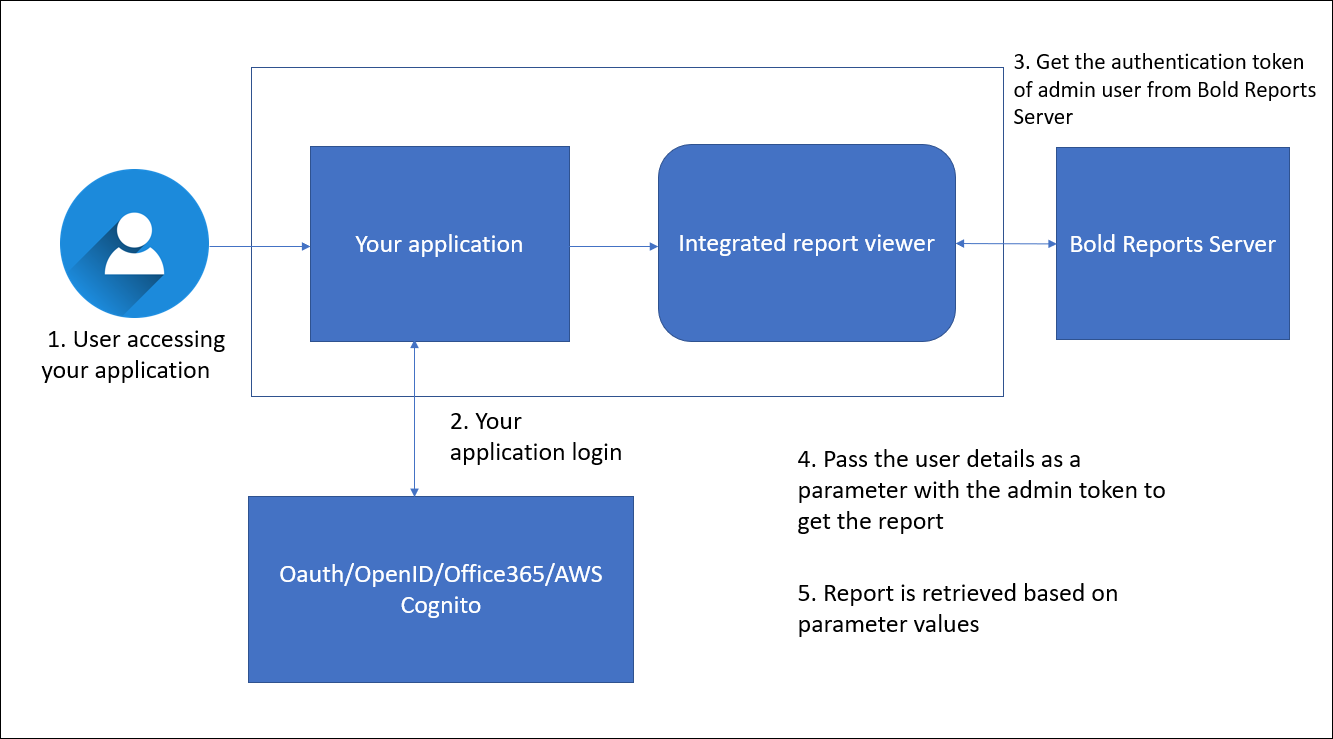 3. Get the authentication token
of admin user from Bold Reports
Server
Your application
Integrated report viewer
Bold Reports Server
1. User accessing
your application
2. Your
application login
4. Pass the user details as a
parameter with the admin token to
get the report
Oauth/OpenID/Office365/AWS
Cognito
5. Report is retrieved based on
parameter values